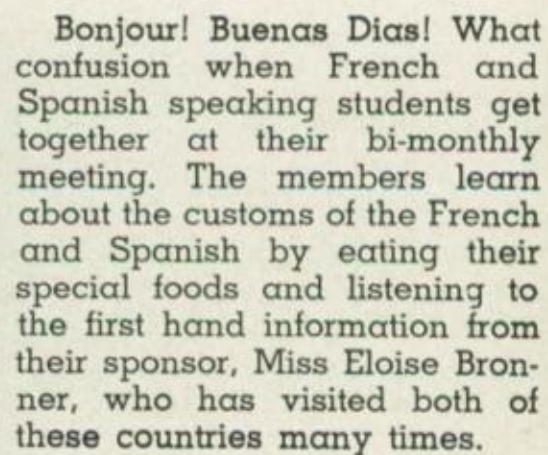 Bonjour! Buenas Dias! What
confusion when French and
Spanish speaking students get
together at their bi-monthly
meeting. The members learn
about the customs of the French
and Spanish by eating their
special foods and listening to
the first hand information from
their sponsor, Miss Eloise Bron-
ner, who has visited both of
these countries many times.